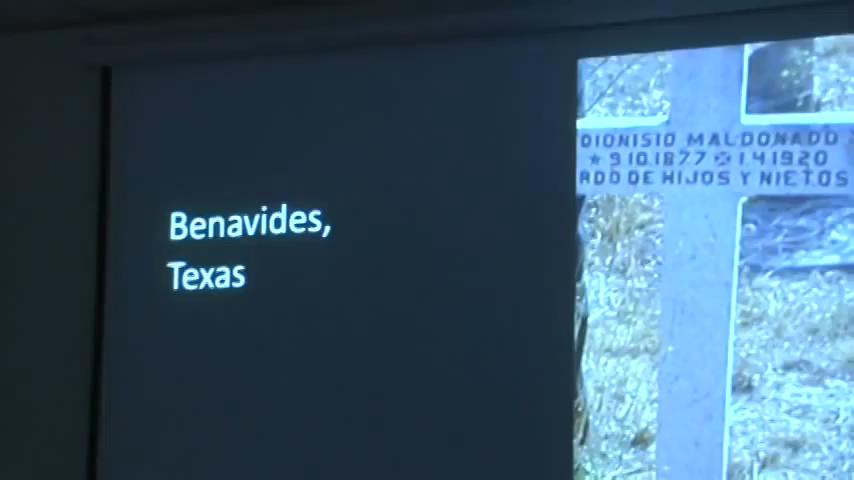 Benavides,
Texas
DIONISIO MALDONADO
★ 9.10.1877 ✠ 1.4.1920
ADO DE HIJOS Y NIETOS